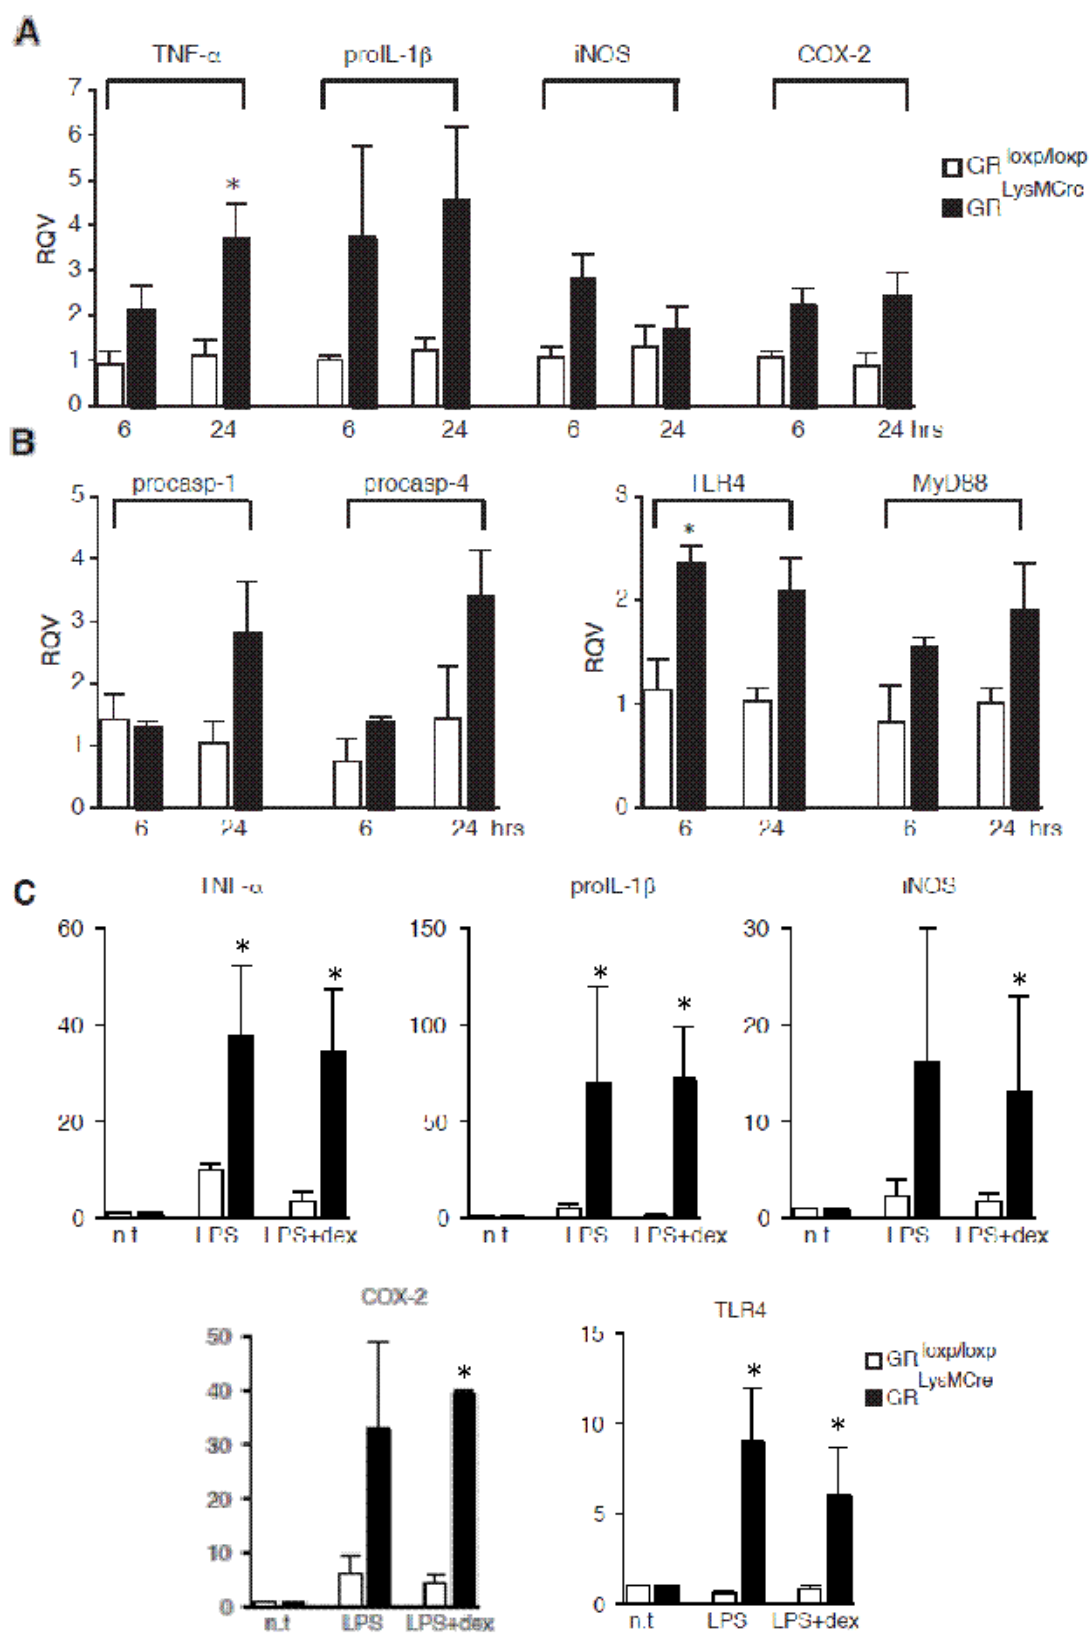 A
TNF-α proIL-1β iNOS COX-2
7
6
5
4
3
2
1
0
RQV
GR loxp/loxp
GR LysMCre
6 24 6 24 6 24 6 24 hrs
B
procasp-1 procasp-4
5
4
3
2
1
0
RQV
6 24 6 24 hrs
TLR4 MyD88
3
2
1
0
RQV
*
6 24 6 24 hrs
C
TNF-α proIL-1β iNOS
60
40
20
0
* *
n.t LPS LPS+dex
150
100
50
0
* *
n.t LPS LPS+dex
30
20
10
0
*
n.t LPS LPS+dex
COX-2
50
40
30
20
10
0
*
n.t LPS LPS+dex
TLR4
15
10
5
0
* *
n.t LPS LPS+dex
GR loxp/loxp
GR LysMCre